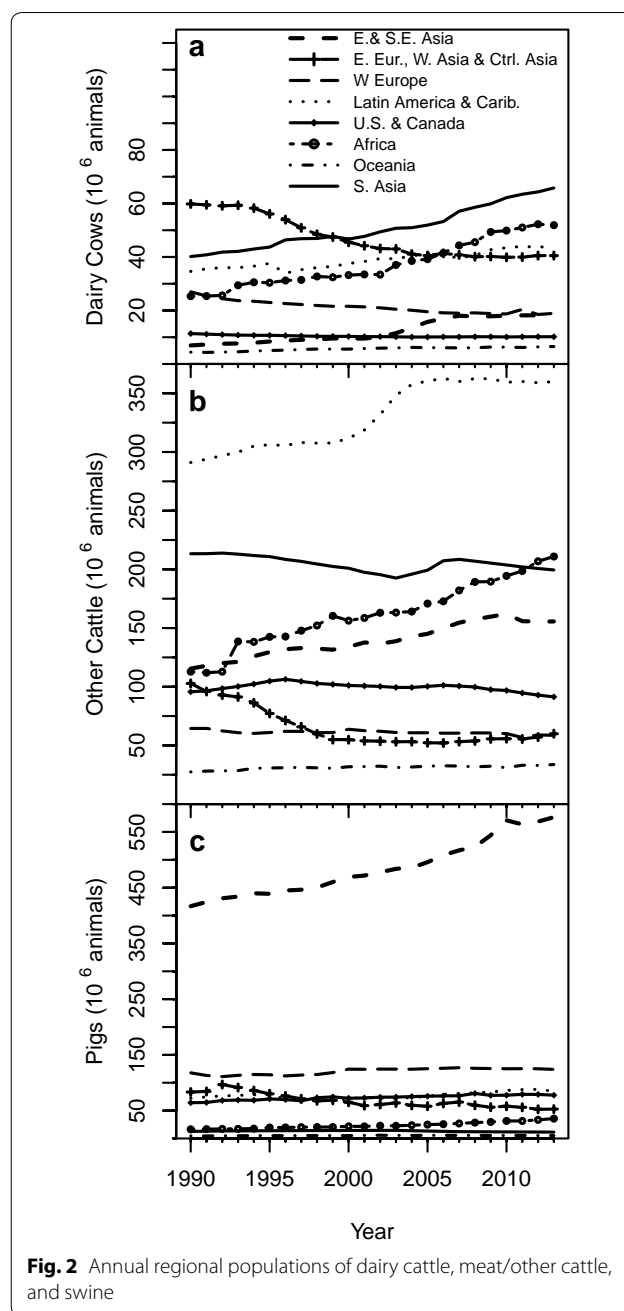 a
E.& S.E. Asia
E. Eur., W. Asia & Ctrl. Asia
W Europe
Latin America & Carib.
U.S. & Canada
Africa
Oceania
S. Asia
Dairy Cows (10 6 animals)
80
60
40
20
b
Other Cattle (10 6 animals)
350
300
250
200
150
100
50
c
Pigs (10 6 animals)
550
450
350
250
150
50
1990
1995
2000
2005
2010
Year
Fig. 2 Annual regional populations of dairy cattle, meat/other cattle,
and swine